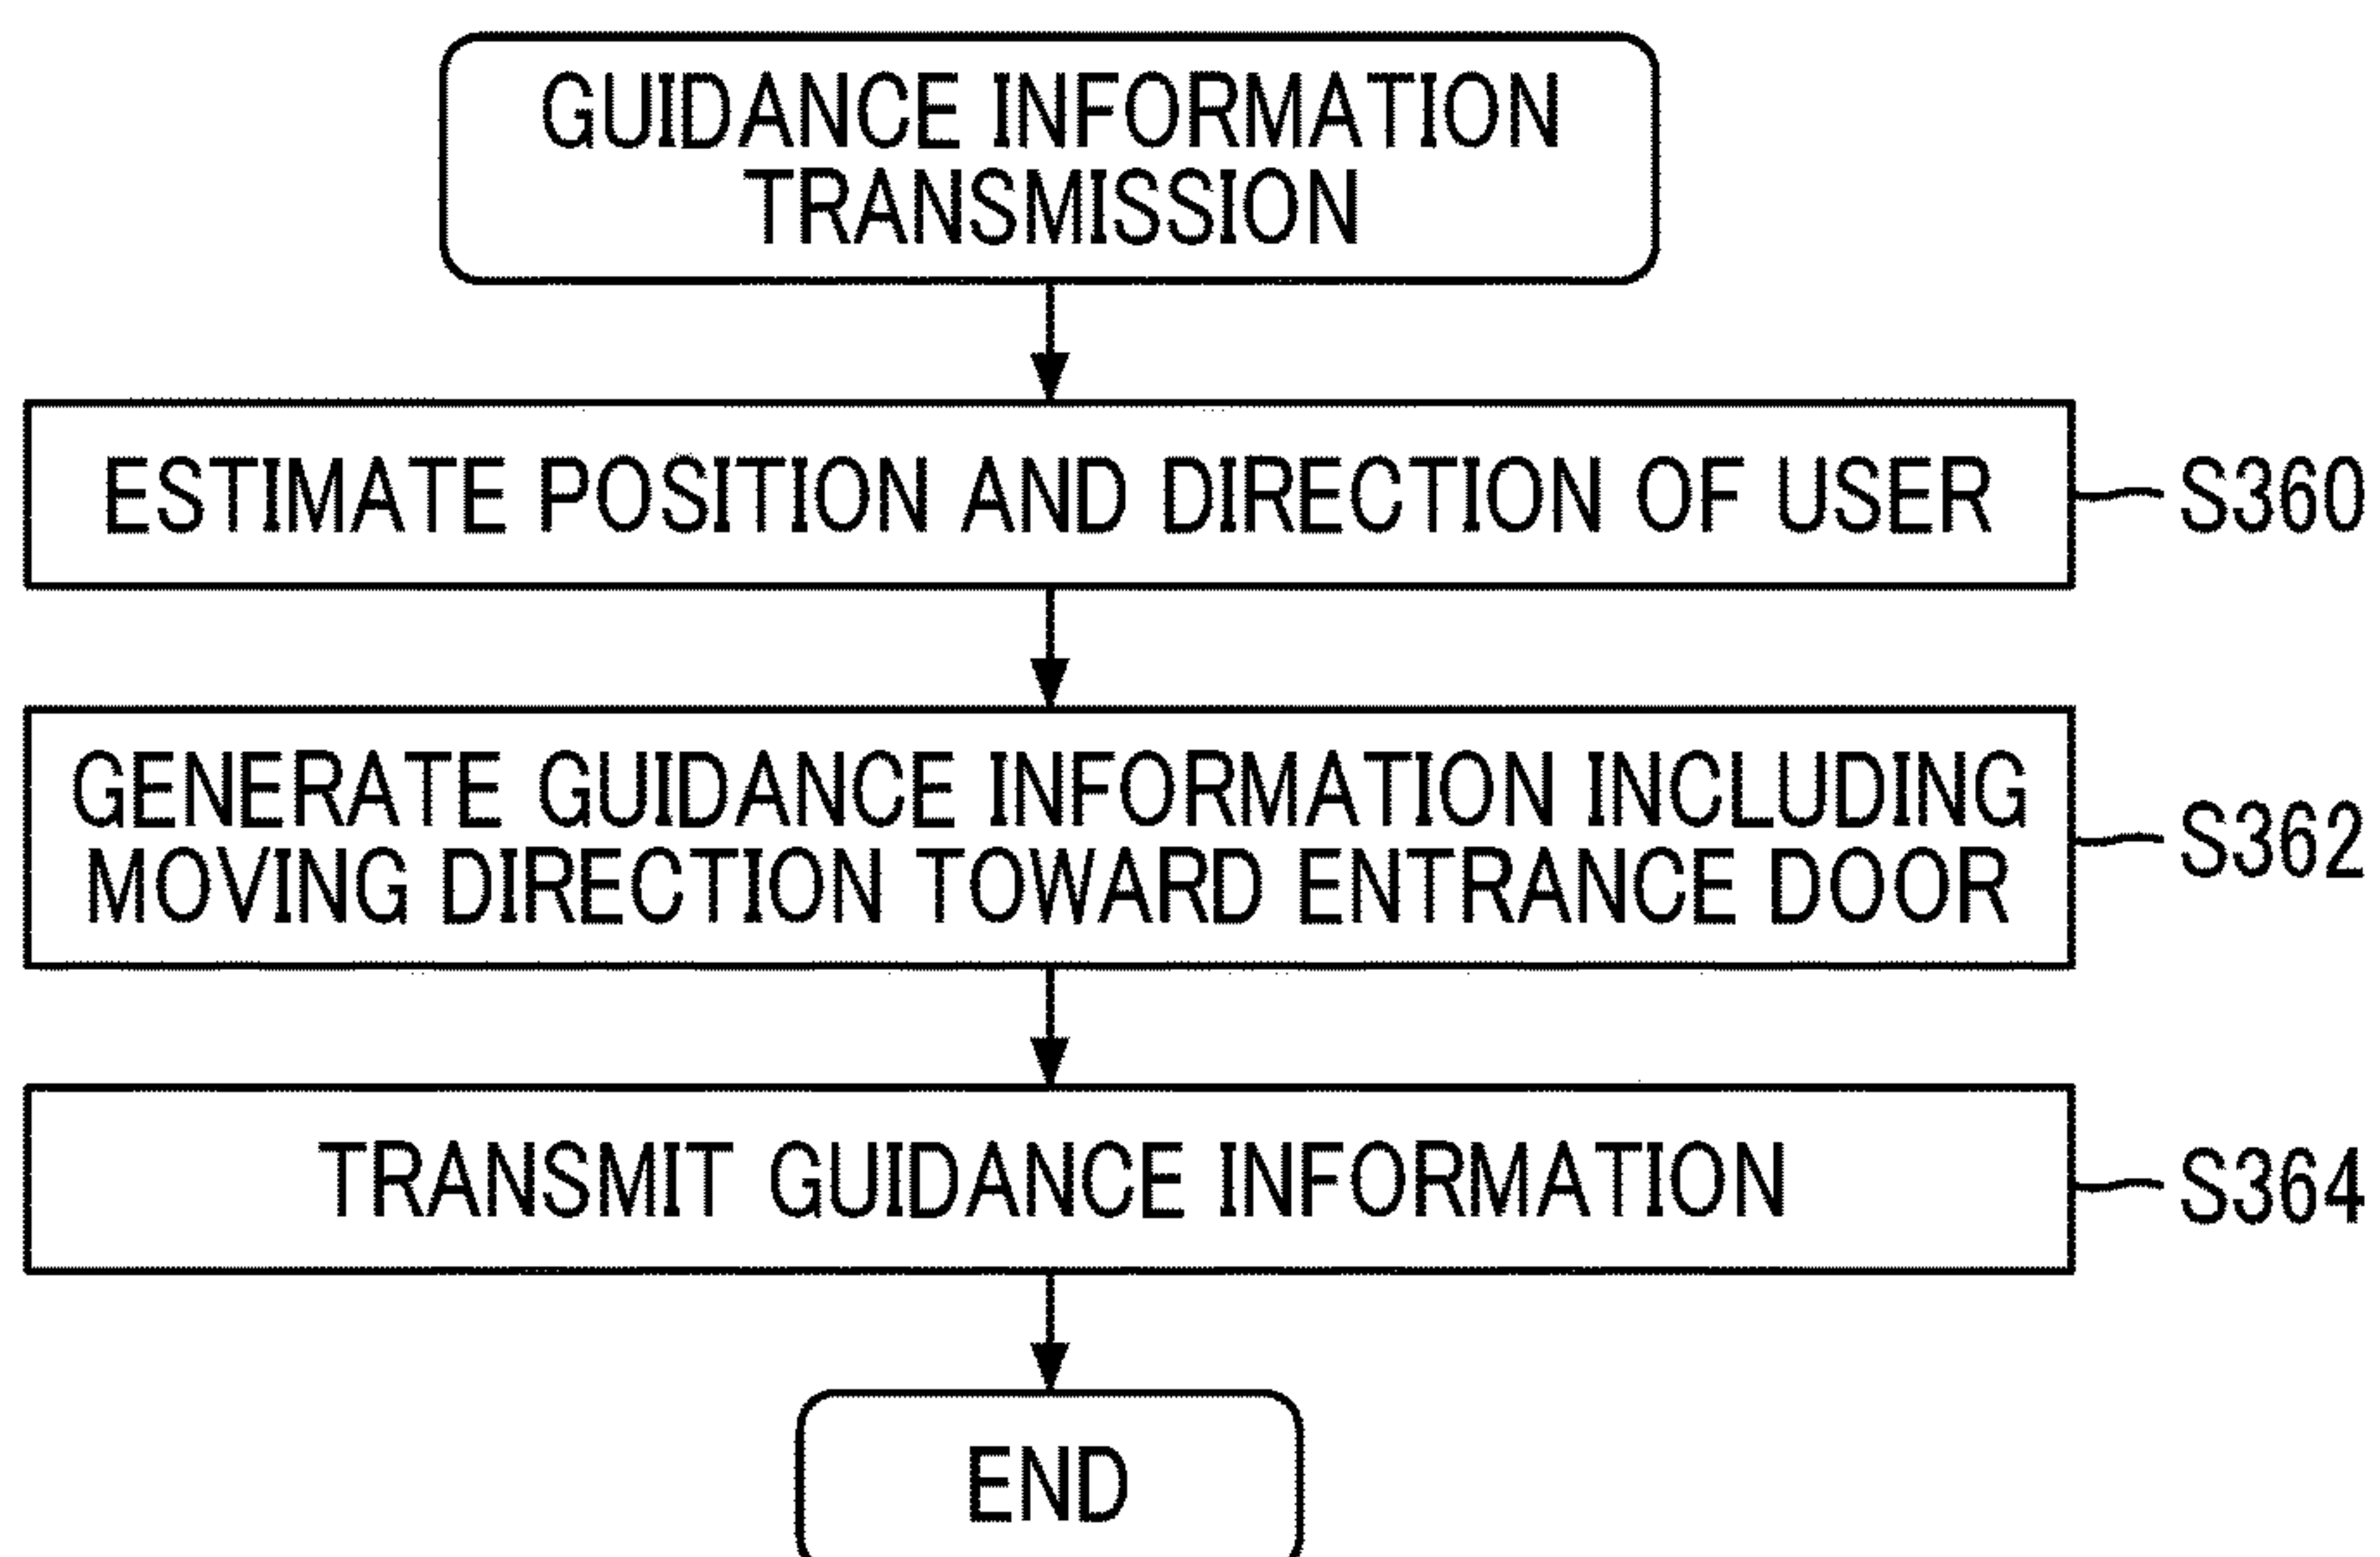 GUIDANCE INFORMATION
TRANSMISSION
ESTIMATE POSITION AND DIRECTION OF USER
S360
GENERATE GUIDANCE INFORMATION INCLUDING
MOVING DIRECTION TOWARD ENTRANCE DOOR
S362
TRANSMIT GUIDANCE INFORMATION
S364
END